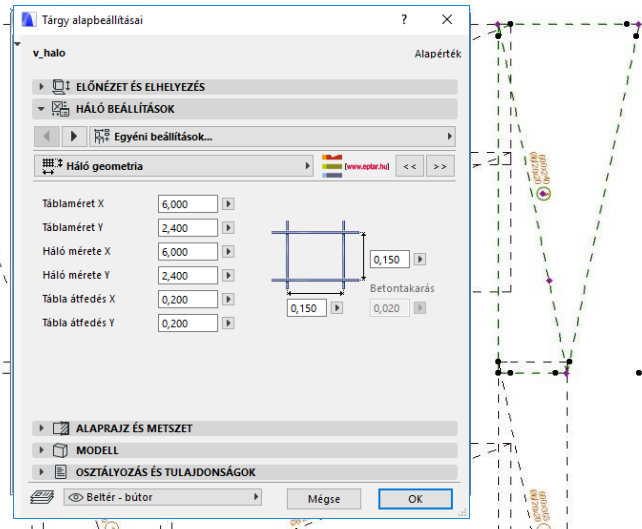 Tárgy alapbeállításai
?
v_halo
Alapérték
ELŐNÉZET ÉS ELHELYEZÉS
HÁLÓ BEÁLLÍTÁSOK
Egyéni beállítások...
Háló geometria
[www.eptar.hu]
<<
>>
Táblaméret X
6,000
Táblaméret Y
2,400
Háló mérete X
6,000
Háló mérete Y
2,400
Tábla átfedés X
0,200
Tábla átfedés Y
0,200
0,150
Betontakarás
0,150
0,020
ALAPRAJZ ÉS METSZET
MODELL
OSZTÁLYOZÁS ÉS TULAJDONSÁGOK
Beltér - bútor
Mégse
OK